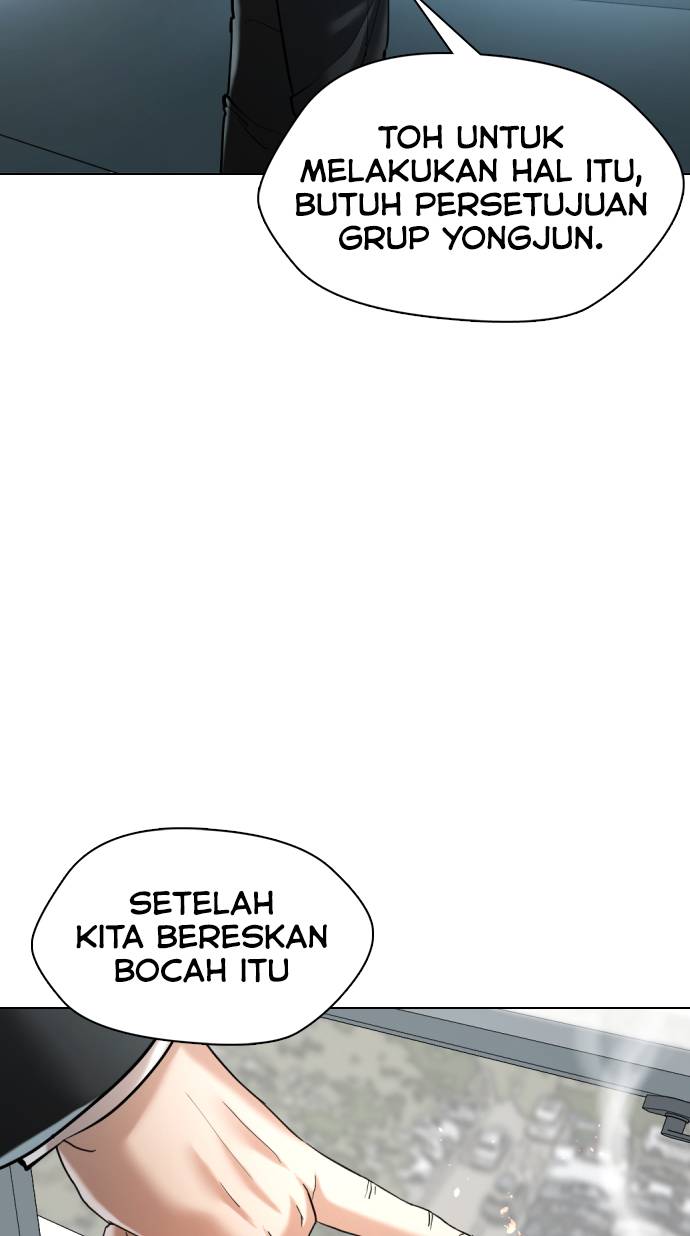 TOH UNTUK
MELAKUKAN HAL ITU,
BUTUH PERSETUJUAN
GRUP YONGJUN.
SETELAH
KITA BERESKAN
BOCAH ITU